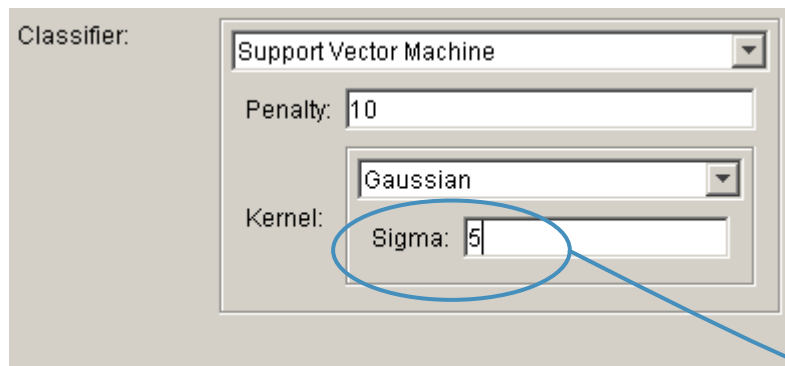 Classifier:
Support Vector Machine
Penalty: 10
Gaussian
Kernel:
Sigma: 5